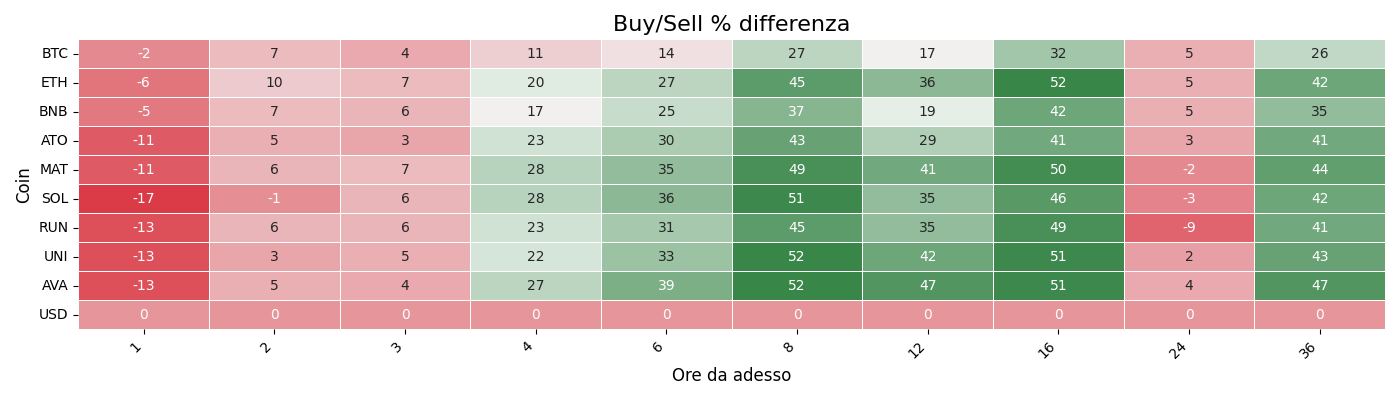 Buy/Sell % differenza
Coin
BTC -2 7 4 11 14 27 17 32 5 26
ETH -6 10 7 20 27 45 36 52 5 42
BNB -5 7 6 17 25 37 19 42 5 35
ATO -11 5 3 23 30 43 29 41 3 41
MAT -11 6 7 28 35 49 41 50 -2 44
SOL -17 -1 6 28 36 51 35 46 -3 42
RUN -13 6 6 23 31 45 35 49 -9 41
UNI -13 3 5 22 33 52 42 51 2 43
AVA -13 5 4 27 39 52 47 51 4 47
USD 0 0 0 0 0 0 0 0 0 0
1 2 3 4 6 8 12 16 24 36
Ore da adesso